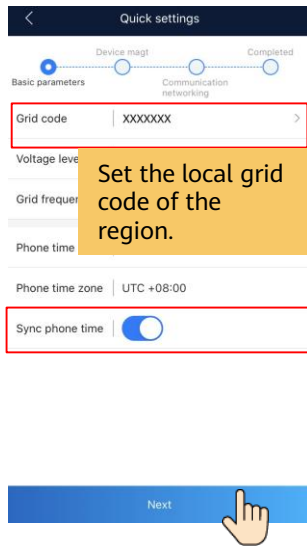 Quick settings
Device magt
Completed
Basic parameters
Communication
networking
Grid code
XXXXXXX
Voltage leve
Grid frequer
Set the local grid
code of the
region.
Phone time
Phone time zone
UTC +08:00
Sync phone time
Next